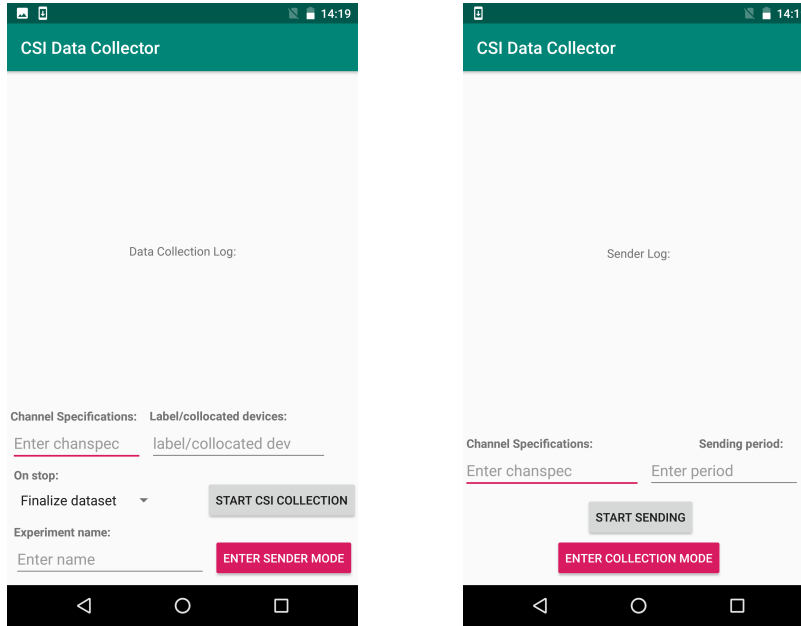 14:19
CSI Data Collector
Data Collection Log:
Channel Specifications: Label/collocated devices:
Enter chanspec label/collocated dev
On stop:
Finalize dataset START CSI COLLECTION
Experiment name:
Enter name ENTER SENDER MODE
14:1
CSI Data Collector
Sender Log:
Channel Specifications: Sending period:
Enter chanspec Enter period
START SENDING
ENTER COLLECTION MODE